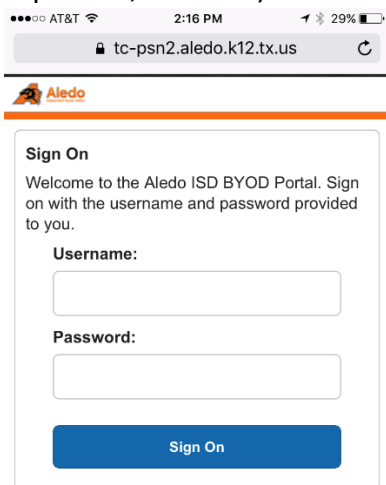 AT&T 2:16 PM 29%
tc-psn2.aledo.k12.tx.us
Aledo
Sign On
Welcome to the Aledo ISD BYOD Portal. Sign
on with the username and password provided
to you.
Username:
Password:
Sign On